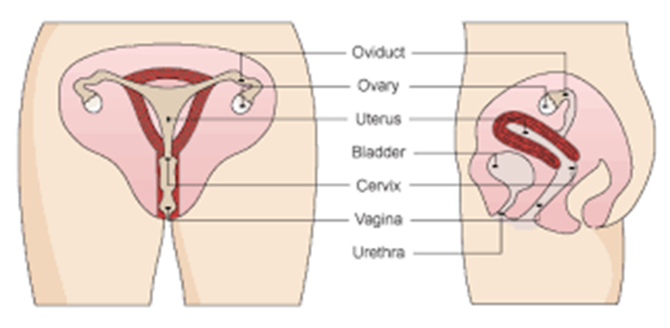 Oviduct
Ovary
Uterus
Bladder
Cervix
Vagina
Urethra